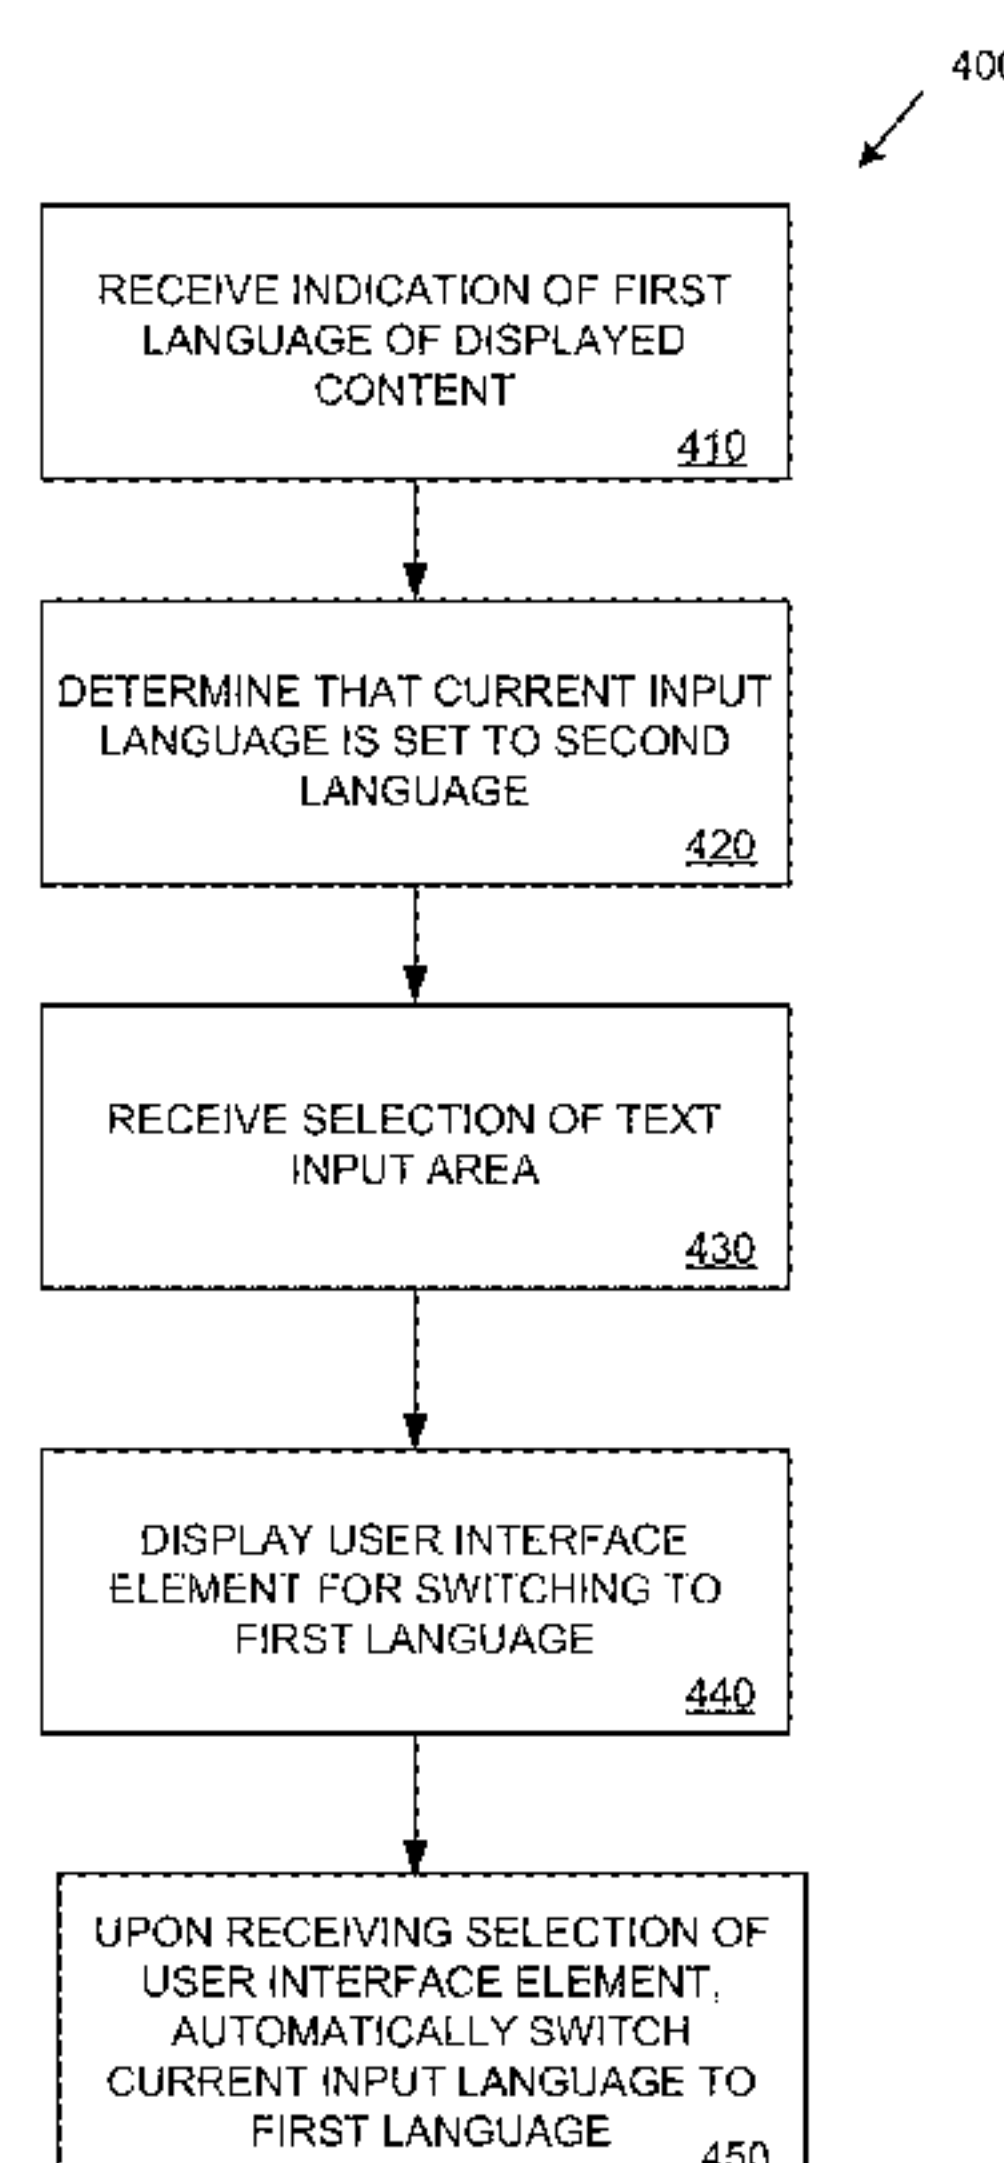 400
RECEIVE INDICATION OF FIRST
LANGUAGE OF DISPLAYED
CONTENT
410
DETERMINE THAT CURRENT INPUT
LANGUAGE IS SET TO SECOND
LANGUAGE
420
RECEIVE SELECTION OF TEXT
INPUT AREA
430
DISPLAY USER INTERFACE
ELEMENT FOR SWITCHING TO
FIRST LANGUAGE
440
UPON RECEIVING SELECTION OF
USER INTERFACE ELEMENT,
AUTOMATICALLY SWITCH
CURRENT INPUT LANGUAGE TO
FIRST LANGUAGE
450